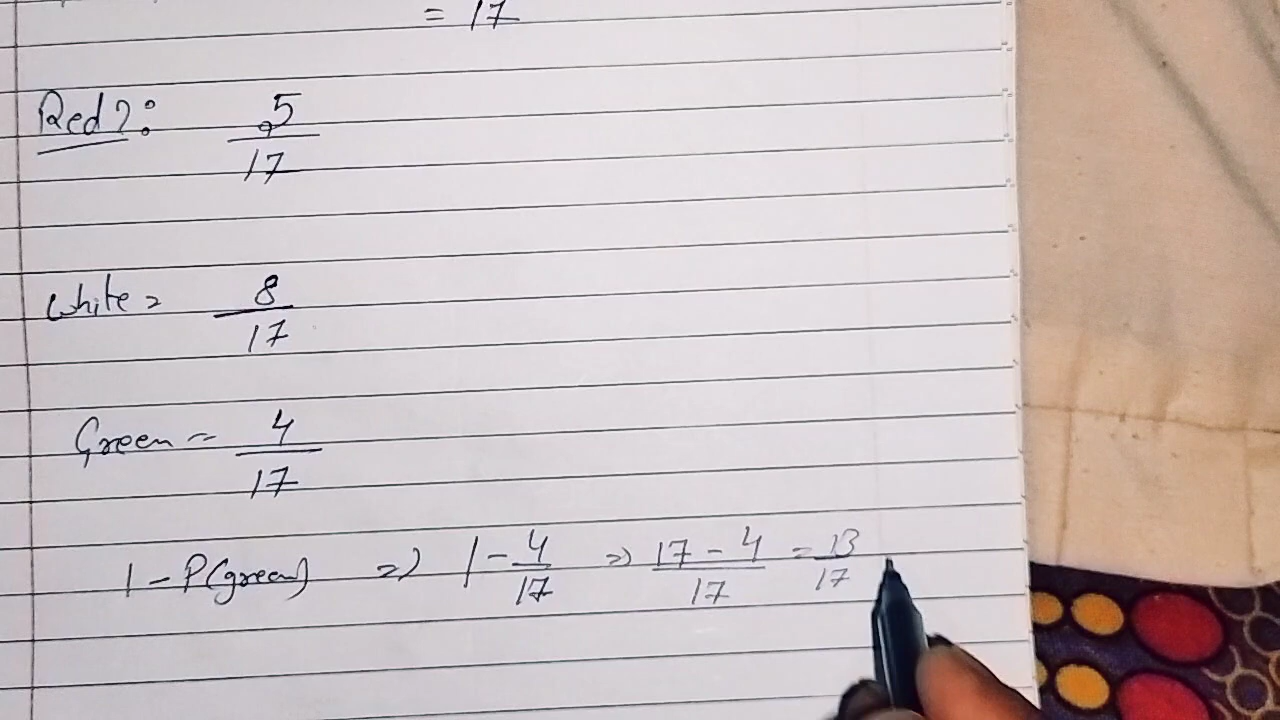 = 17
Red ?: 5/17
White = 8/17
Green = 4/17
1 - P(green) => 1 - 4/17 => 17 - 4/17 = 13/17